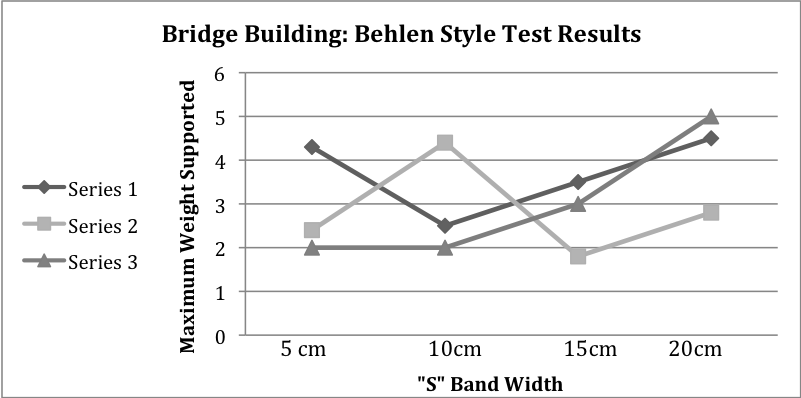 Bridge Building: Behlen Style Test Results
Maximum Weight Supported
6
5
4
3
2
1
0
Series 1
Series 2
Series 3
5 cm 10cm 15cm 20cm
"S" Band Width